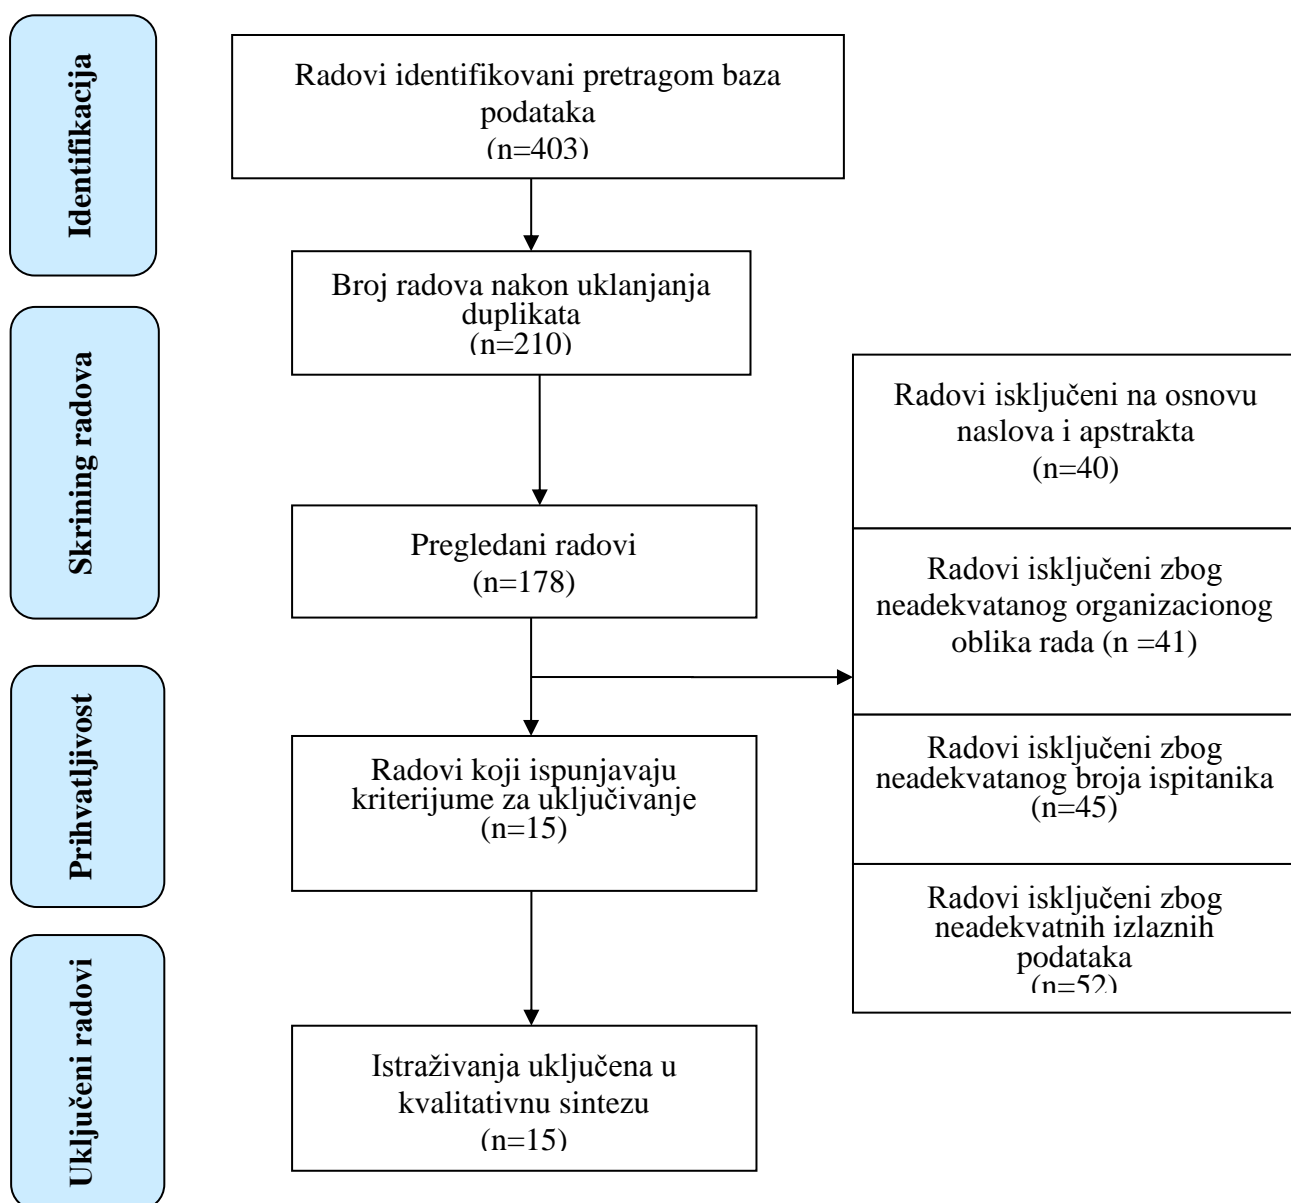 Identifikacija
Radovi identifikovani pretragom baza
podataka
(n=403)
Broj radova nakon uklanjanja
duplikata
(n=210)
Skrining radova
Pregledani radovi
(n=178)
Radovi isključeni na osnovu
naslova i apstrakta
(n=40)
Radovi isključeni zbog
neadekvatanog organizacionog
oblika rada (n =41)
Radovi isključeni zbog
neadekvatanog broja ispitanika
(n=45)
Radovi isključeni zbog
neadekvatnih izlaznih
podataka
(n=52)
Prihvatljivost
Radovi koji ispunjavaju
kriterijume za uključivanje
(n=15)
Uključeni radovi
Istraživanja uključena u
kvalitativnu sintezu
(n=15)